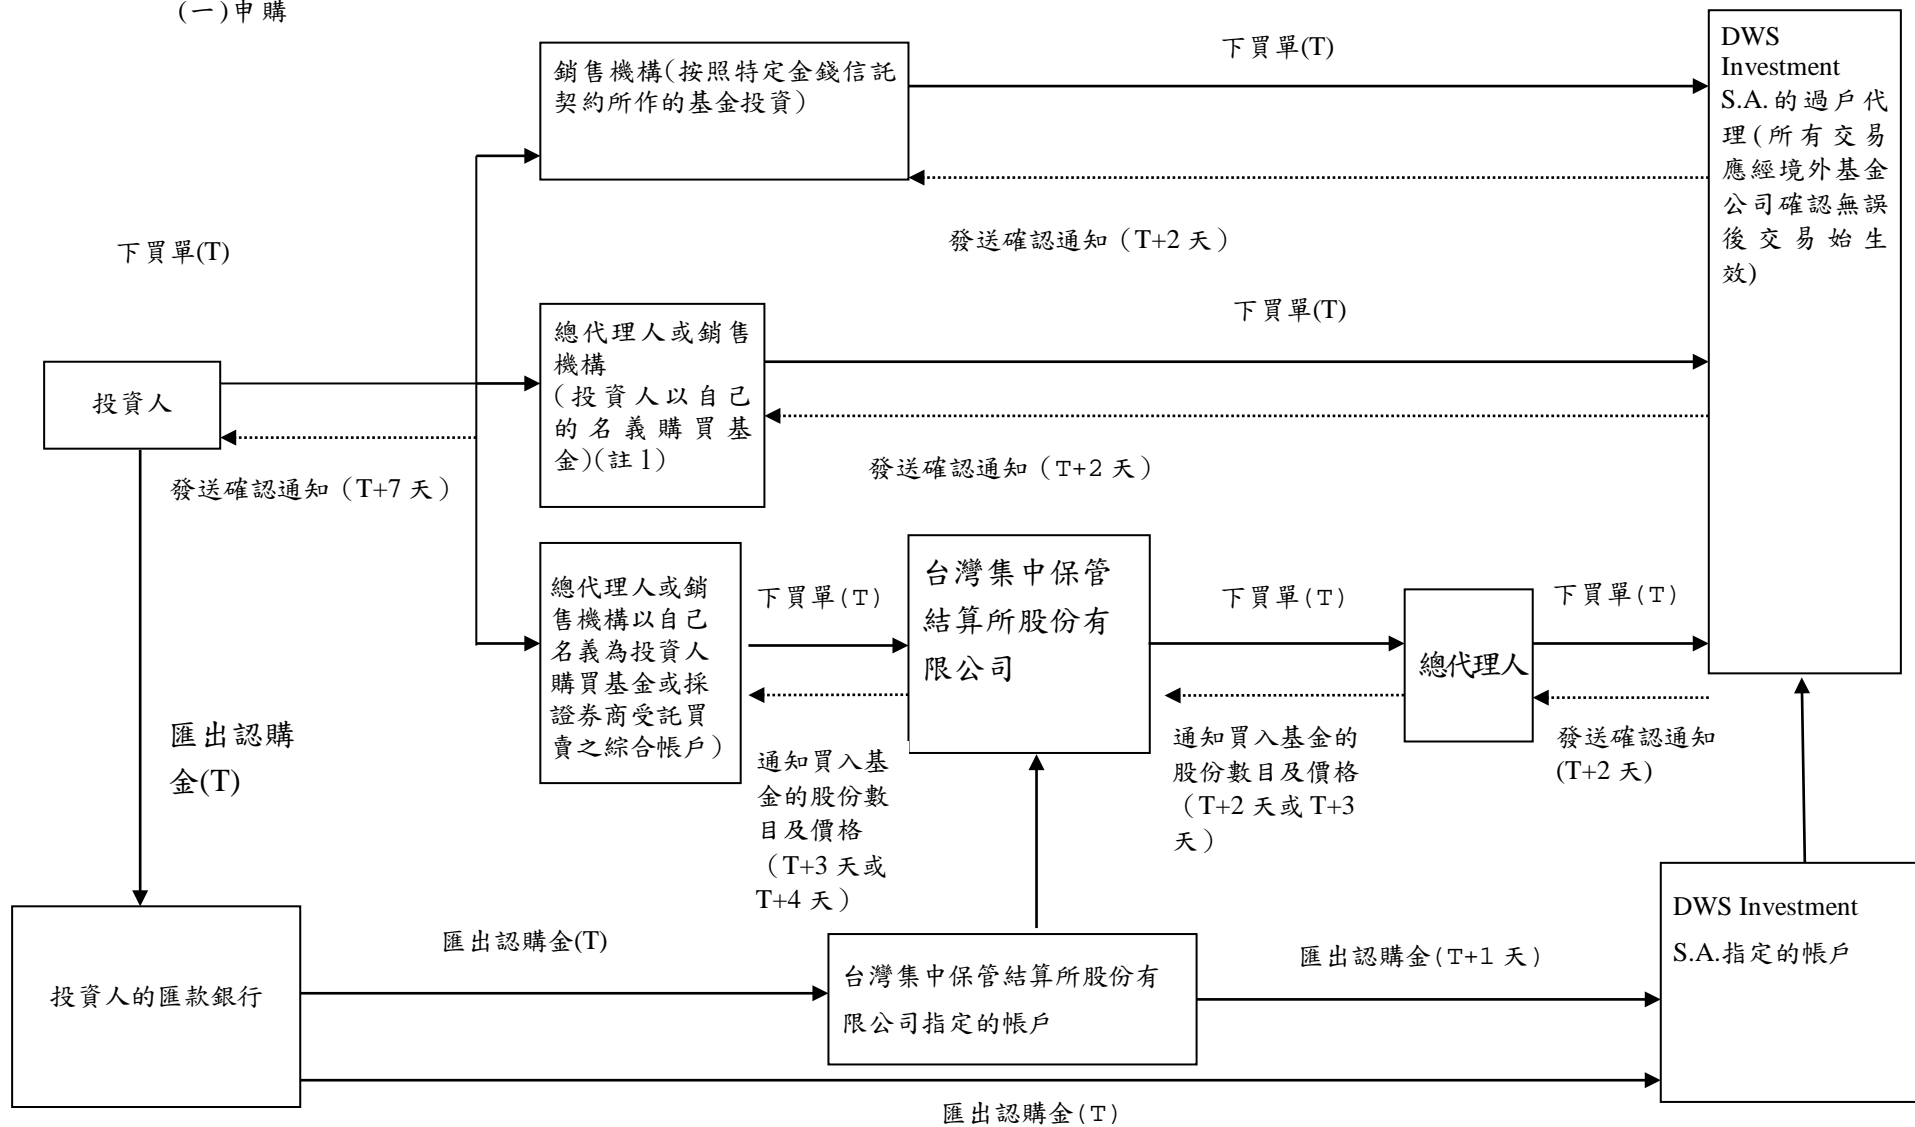 (一)申購
下買單(T)
銷售機構(按照特定金錢信託
契約所作的基金投資)
DWS
Investment
S.A.的過戶代
理(所有交易
應經境外基金
公司確認無誤
後交易始生
效)
發送確認通知（T+2 天）
下買單(T)
下買單(T)
總代理人或銷售
機構
(投資人以自己
的名義購買基
金)(註 1)
投資人
發送確認通知（T+2 天）
發送確認通知（T+7 天）
總代理人或銷
售機構以自己
名義為投資人
購買基金或採
證券商受託買
賣之綜合帳戶)
下買單(T)
台灣集中保管
結算所股份有
限公司
下買單(T)
總代理人
下買單(T)
匯出認購
金(T)
通知買入基
金的股份數
目及價格
（T+3 天或
T+4 天）
通知買入基金的
股份數目及價格
（T+2 天或 T+3
天）
發送確認通知
(T+2 天)
投資人的匯款銀行
匯出認購金(T)
台灣集中保管結算所股份有
限公司指定的帳戶
匯出認購金(T+1 天)
DWS Investment
S.A.指定的帳戶
匯出認購金(T)